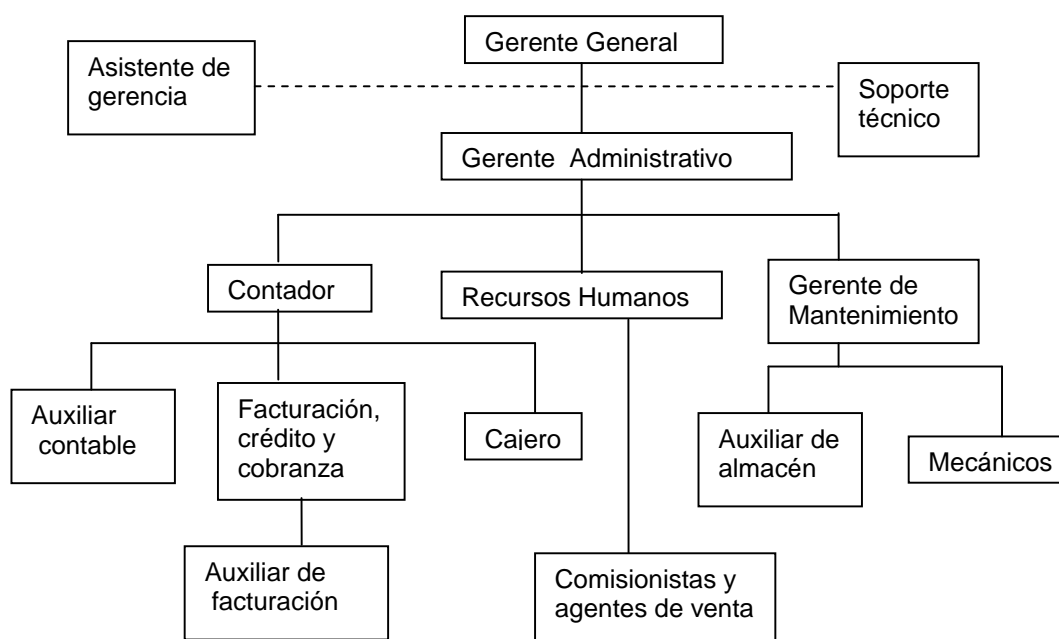 Gerente General
Asistente de
gerencia
Soporte
técnico
Gerente Administrativo
Contador
Recursos Humanos
Gerente de
Mantenimiento
Auxiliar
contable
Facturación,
crédito y
cobranza
Cajero
Auxiliar de
almacén
Mecánicos
Auxiliar de
facturación
Comisionistas y
agentes de venta